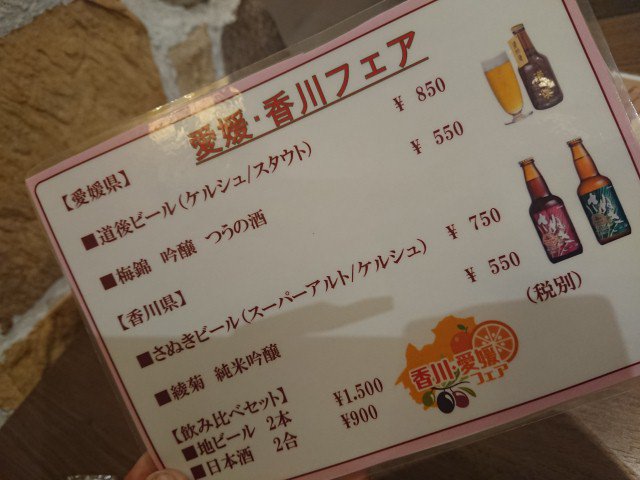 愛媛・香川フェア
【愛媛県】
■道後ビール(ケルシュ/スタウト) ¥ 850
■梅錦 吟醸 つうの酒 ¥ 550
【香川県】
■さぬきビール(スーパーアルト/ケルシュ) ¥ 750
■綾菊 純米吟醸 ¥ 550
(税別)
【飲み比べセット】
■地ビール 2本 ¥1,500
■日本酒 2合 ¥900
香川・愛媛
フェア